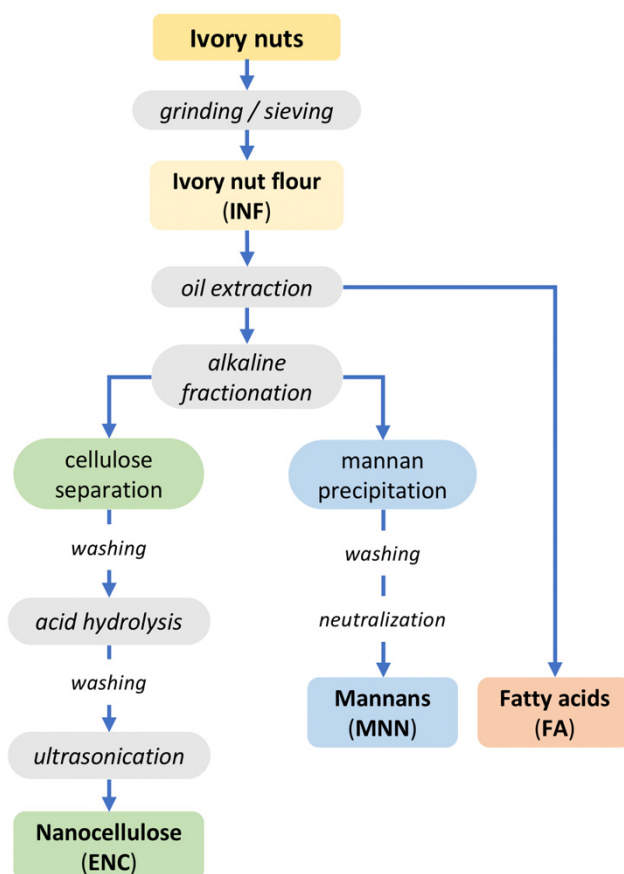 Ivory nuts
grinding / sieving
Ivory nut flour
(INF)
oil extraction
alkaline
fractionation
cellulose
separation
mannan
precipitation
washing
washing
acid hydrolysis
neutralization
washing
Mannans
(MNN)
Fatty acids
(FA)
ultrasonication
Nanocellulose
(ENC)